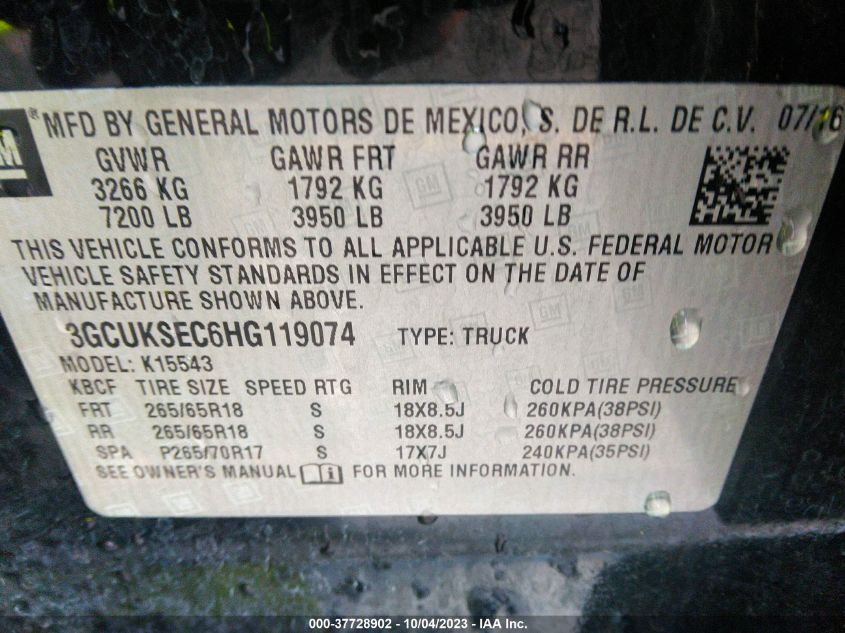 GM ® MFD BY GENERAL MOTORS DE MEXICO, S. DE R.L. DE C.V. 07/16
GVWR GAWR FRT GAWR RR
3266 KG 1792 KG 1792 KG
7200 LB 3950 LB 3950 LB
THIS VEHICLE CONFORMS TO ALL APPLICABLE U.S. FEDERAL MOTOR
VEHICLE SAFETY STANDARDS IN EFFECT ON THE DATE OF
MANUFACTURE SHOWN ABOVE.
3GCUKSEC6HG119074 TYPE: TRUCK
MODEL: K15543
KBCF TIRE SIZE SPEED RTG RIM COLD TIRE PRESSURE
FRT 265/65R18 S 18X8.5J 260KPA(38PSI)
RR 265/65R18 S 18X8.5J 260KPA(38PSI)
SPA P265/70R17 S 17X7J 240KPA(35PSI)
SEE OWNER'S MANUAL i FOR MORE INFORMATION.
000-37728902 - 10/04/2023 - IAA Inc.